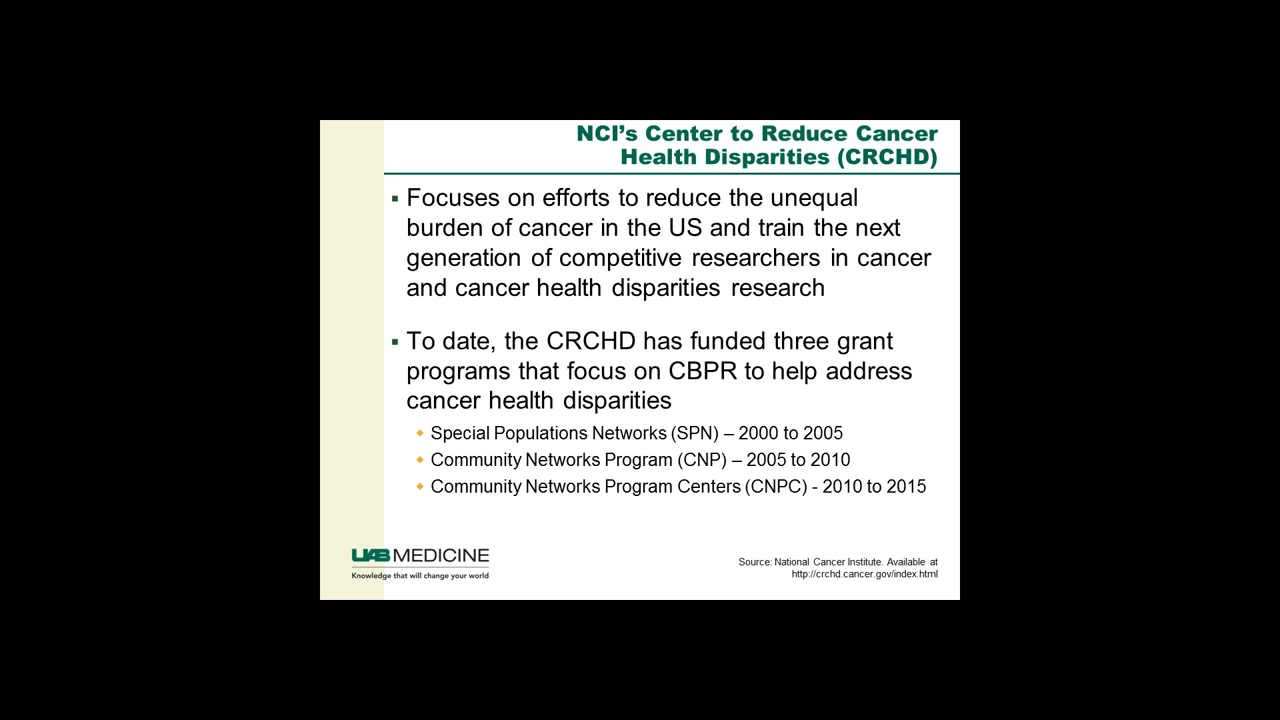 NCI's Center to Reduce Cancer
Health Disparities (CRCHD)
▪ Focuses on efforts to reduce the unequal
burden of cancer in the US and train the next
generation of competitive researchers in cancer
and cancer health disparities research
▪ To date, the CRCHD has funded three grant
programs that focus on CBPR to help address
cancer health disparities
◆ Special Populations Networks (SPN) – 2000 to 2005
◆ Community Networks Program (CNP) – 2005 to 2010
◆ Community Networks Program Centers (CNPC) - 2010 to 2015
UAB MEDICINE
Knowledge that will change your world
Source: National Cancer Institute. Available at
http://crchd.cancer.gov/index.html